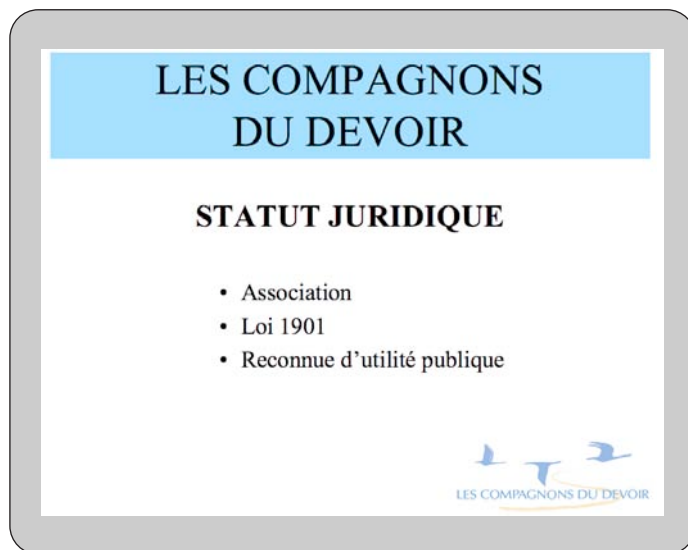 LES COMPAGNONS
DU DEVOIR
STATUT JURIDIQUE
• Association
• Loi 1901
• Reconnue d’utilité publique
LES COMPAGNONS DU DEVOIR